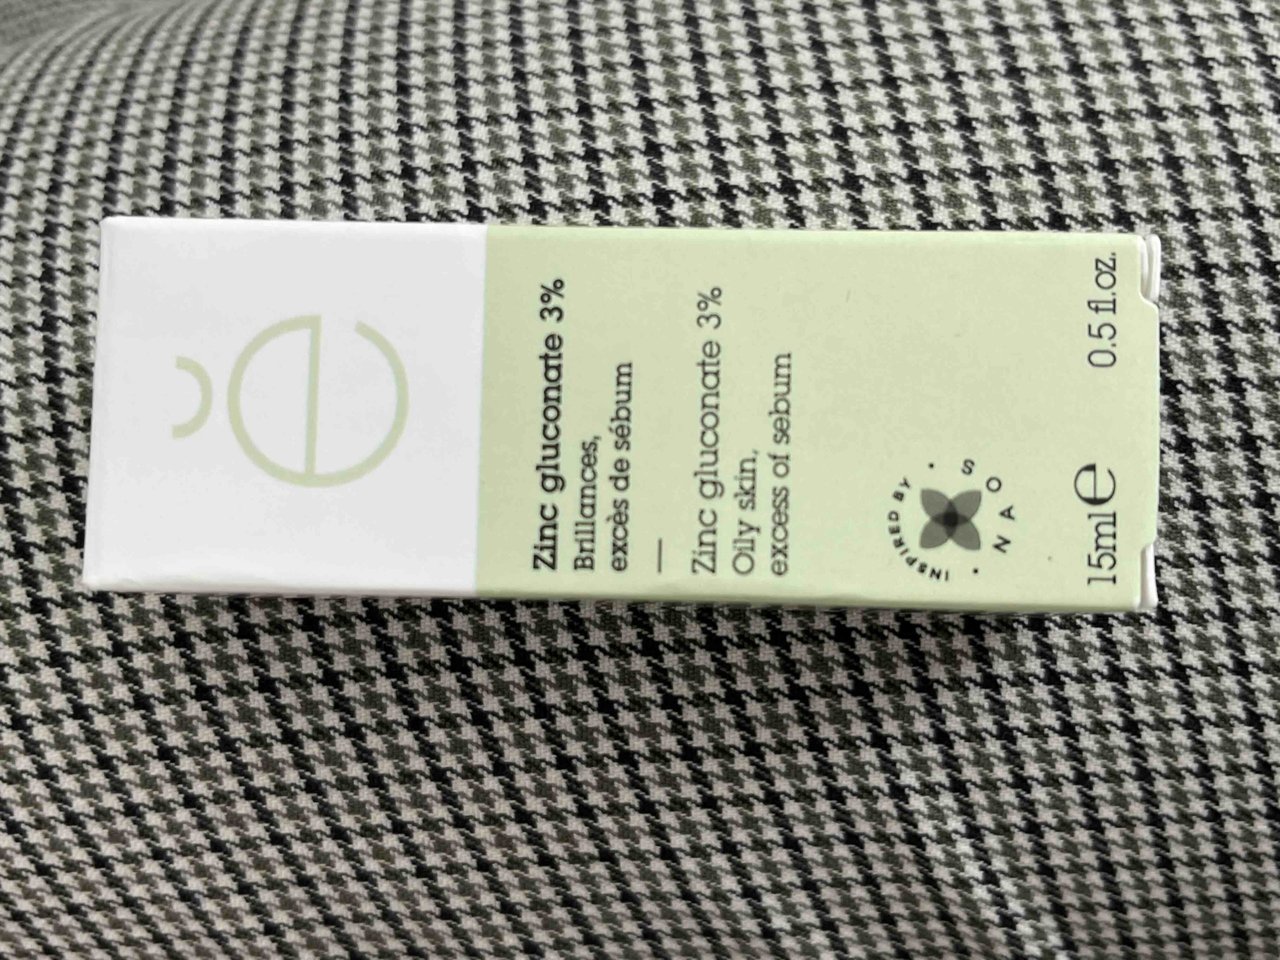 ĕ
Zinc gluconate 3%
Brillances,
excès de sébum
—
Zinc gluconate 3%
Oily skin,
excess of sebum
• INSPIRED BY •
NAOS
15ml ℮ 0.5 fl.oz.